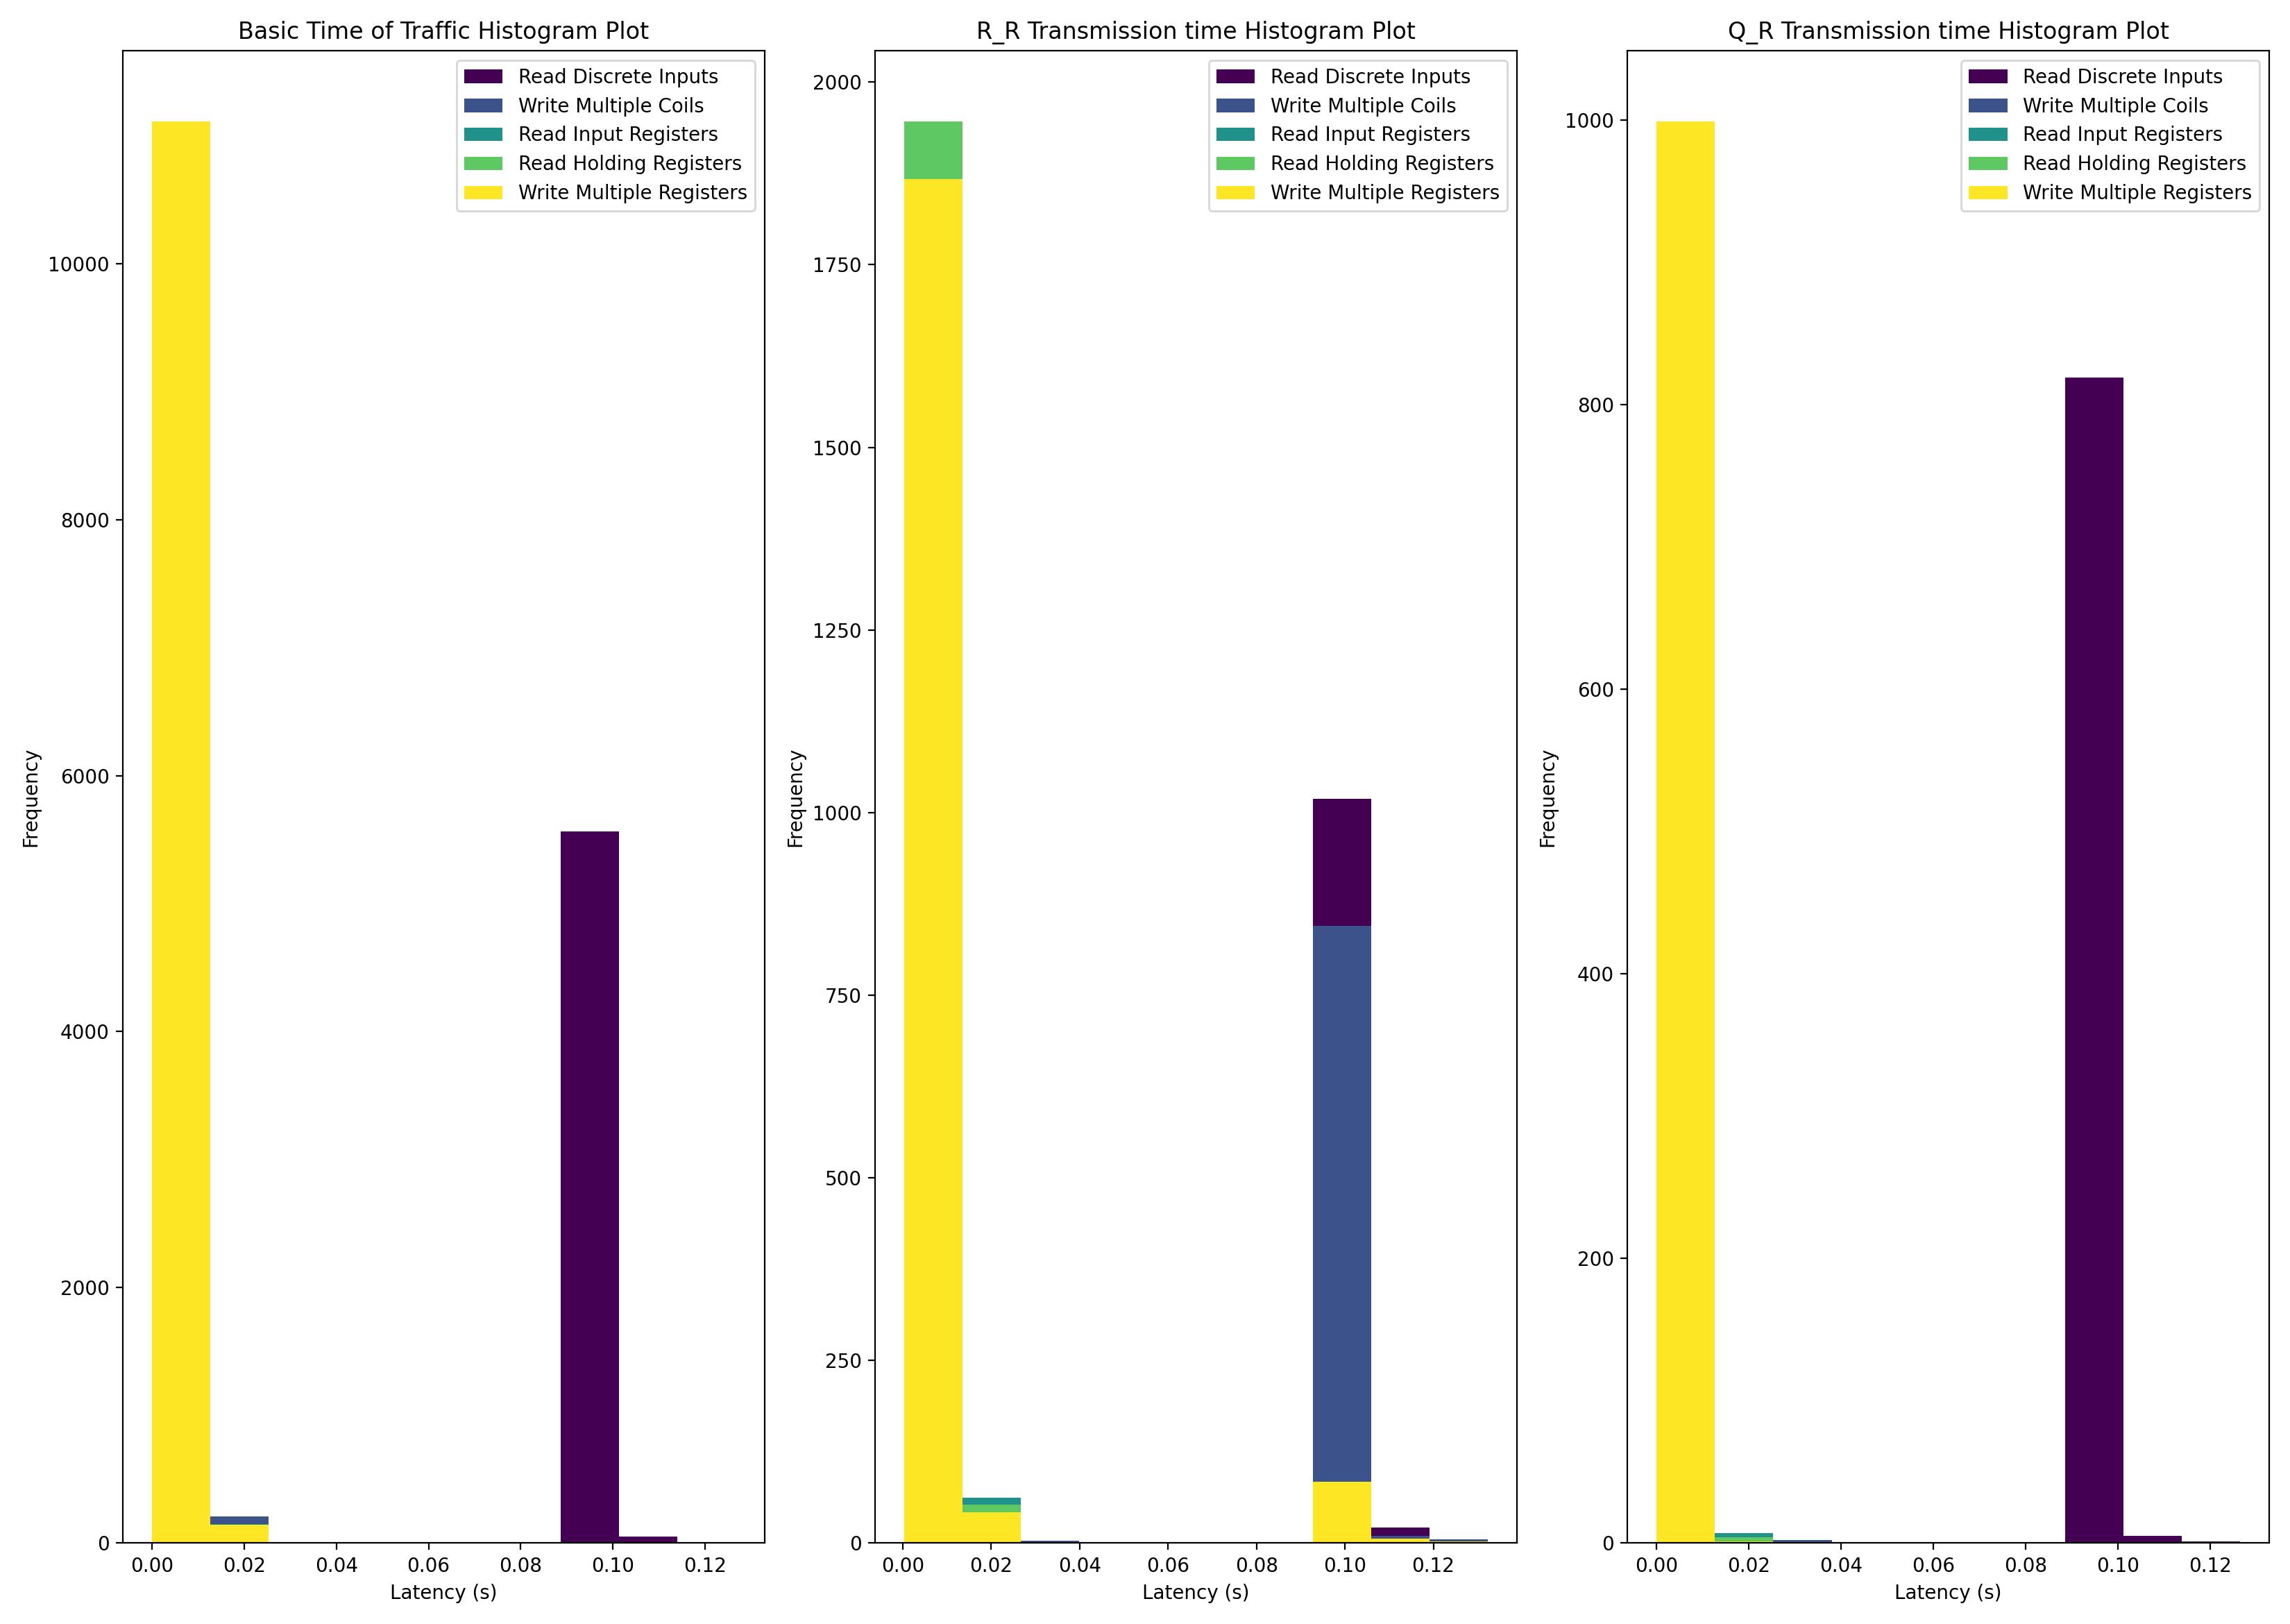 Basic Time of Traffic Histogram Plot
Read Discrete Inputs
Write Multiple Coils
Read Input Registers
Read Holding Registers
Write Multiple Registers
10000
8000
6000
4000
2000
0
Frequency
0.00 0.02 0.04 0.06 0.08 0.10 0.12
Latency (s)
R_R Transmission time Histogram Plot
Read Discrete Inputs
Write Multiple Coils
Read Input Registers
Read Holding Registers
Write Multiple Registers
2000
1750
1500
1250
1000
750
500
250
0
Frequency
0.00 0.02 0.04 0.06 0.08 0.10 0.12
Latency (s)
Q_R Transmission time Histogram Plot
Read Discrete Inputs
Write Multiple Coils
Read Input Registers
Read Holding Registers
Write Multiple Registers
1000
800
600
400
200
0
Frequency
0.00 0.02 0.04 0.06 0.08 0.10 0.12
Latency (s)